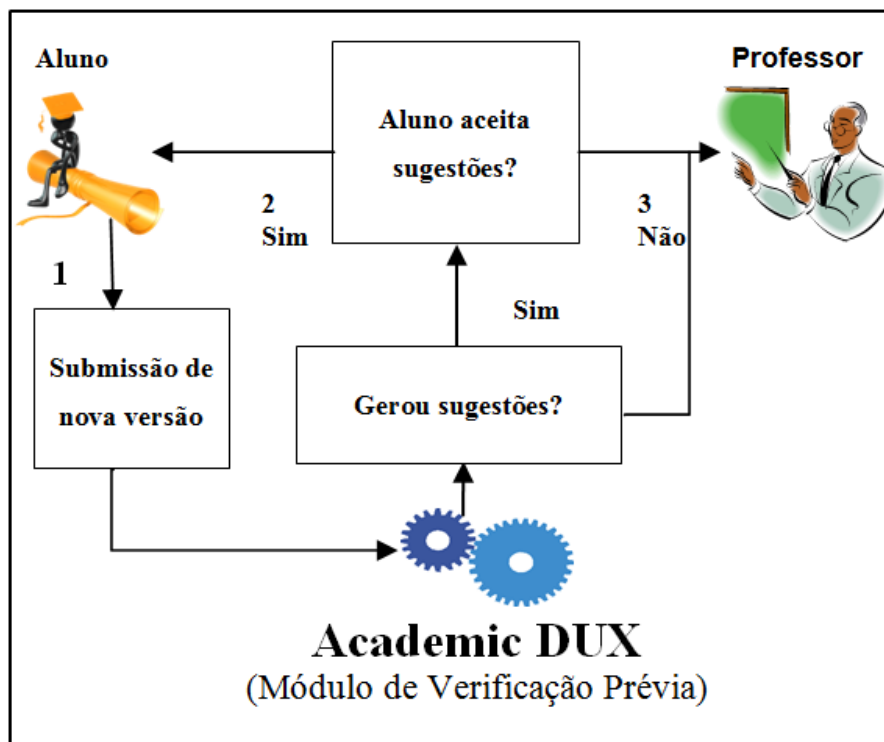 Aluno
Professor
Aluno aceita
sugestões?
2
Sim
3
Não
1
Sim
Submissão de
nova versão
Gerou sugestões?
Academic DUX
(Módulo de Verificação Prévia)